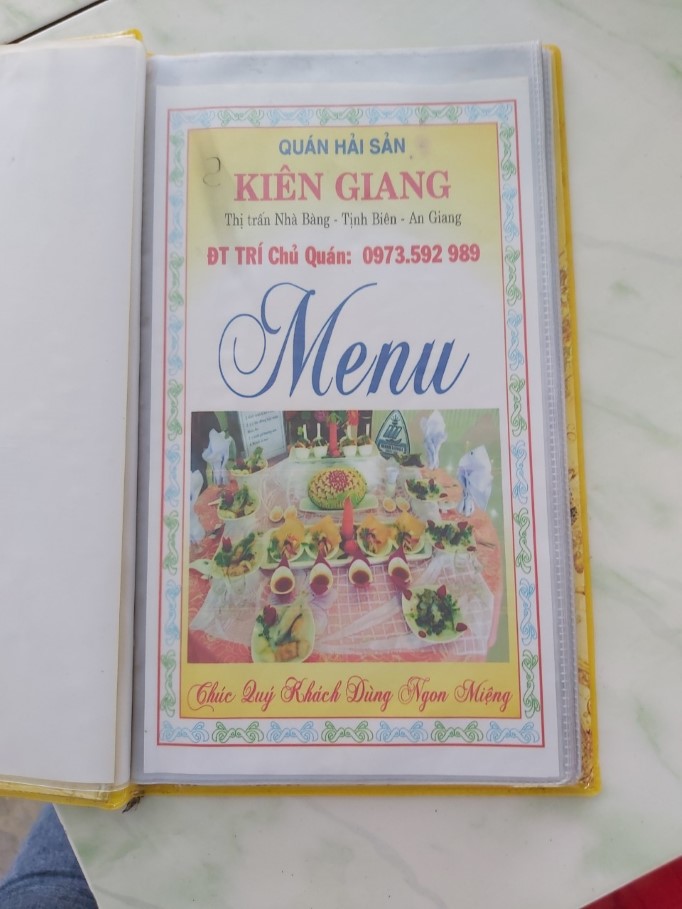 QUÁN HẢI SẢN
KIÊN GIANG
Thị trấn Nhà Bàng - Tịnh Biên - An Giang
ĐT TRÍ Chủ Quán: 0973.592 989
Menu
Chúc Quý Khách Dùng Ngon Miệng